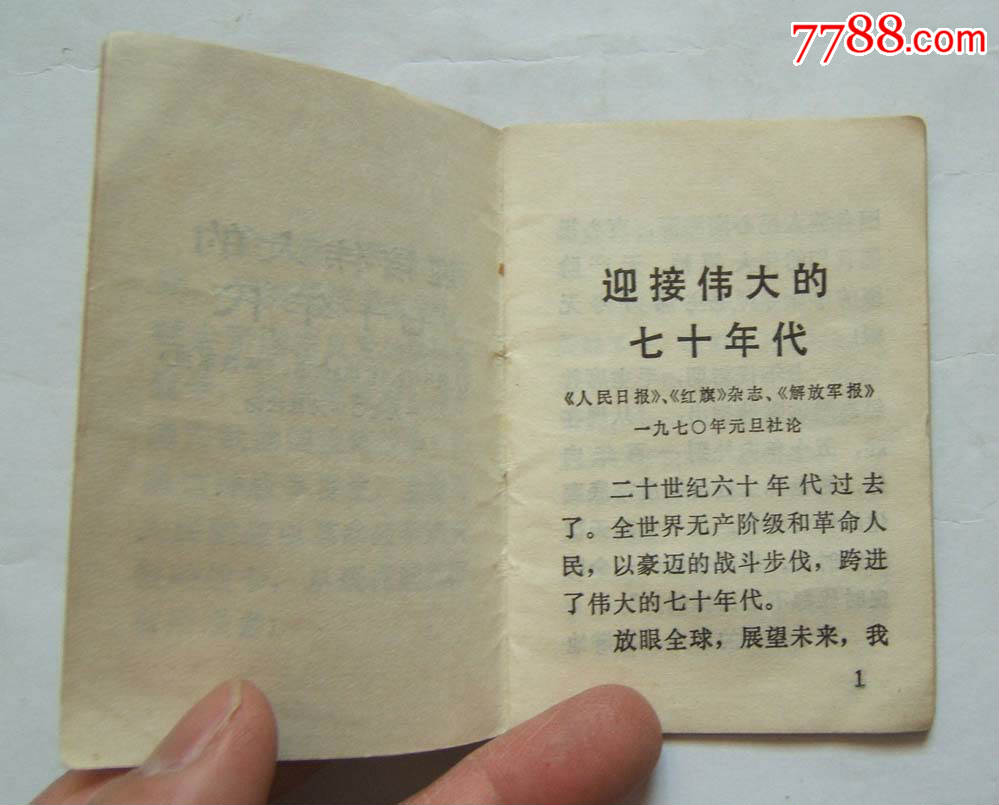 7788.com
迎接伟大的
七十年代
《人民日报》、《红旗》杂志、《解放军报》
一九七〇年元旦社论
二十世纪六十年代过去
了。全世界无产阶级和革命人
民，以豪迈的战斗步伐，跨进
了伟大的七十年代。
放眼全球，展望未来，我
1